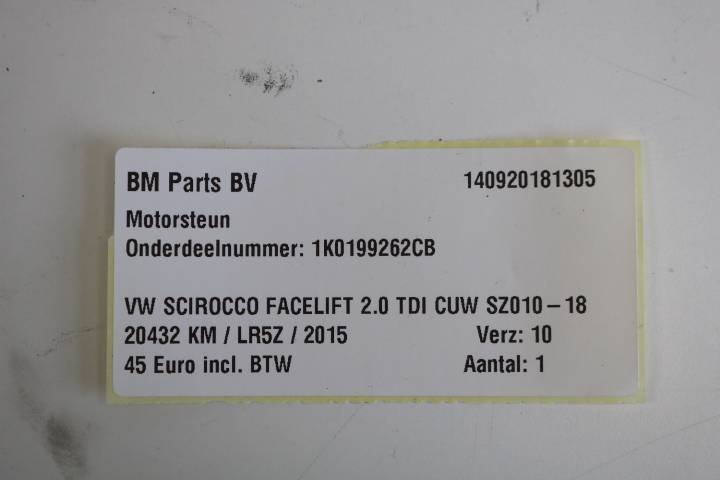 BM Parts BV 140920181305
Motorsteun
Onderdeelnummer: 1K0199262CB
VW SCIROCCO FACELIFT 2.0 TDI CUW SZ010-18
20432 KM / LR5Z / 2015 Verz: 10
45 Euro incl. BTW Aantal: 1